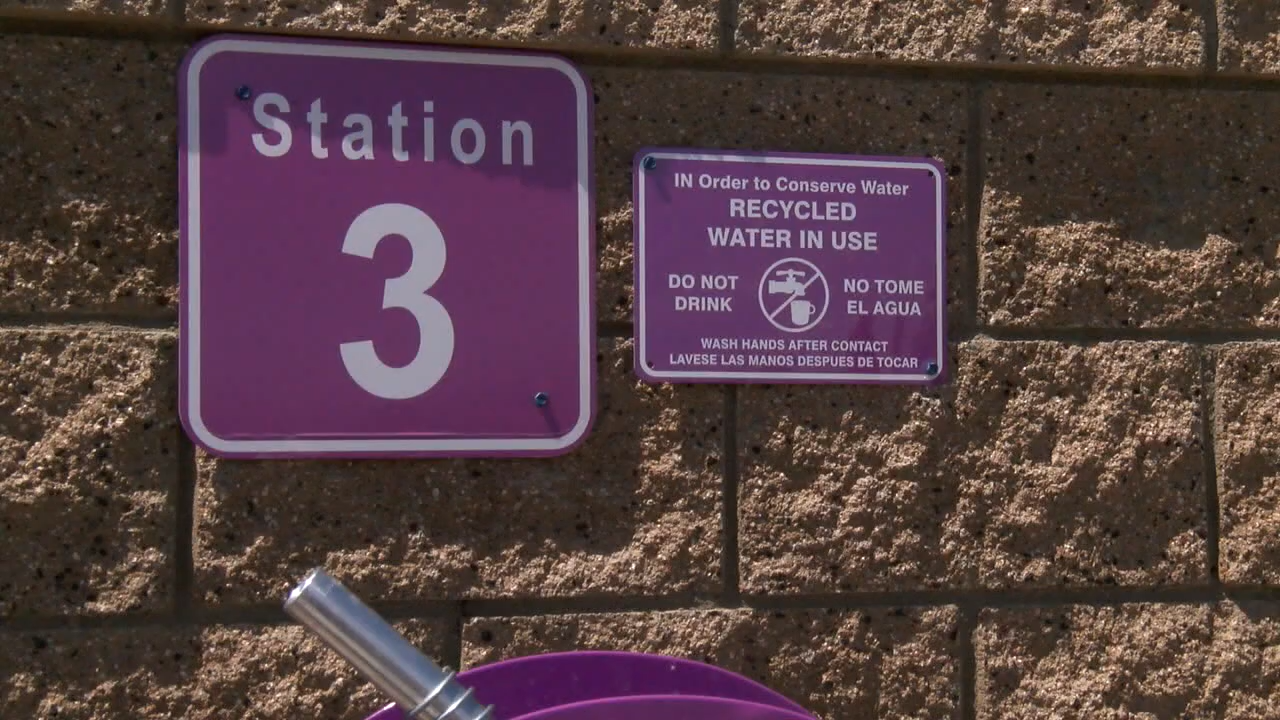 Station
3
IN Order to Conserve Water
RECYCLED
WATER IN USE
DO NOT
DRINK
NO TOME
EL AGUA
WASH HANDS AFTER CONTACT
LAVESE LAS MANOS DESPUES DE TOCAR